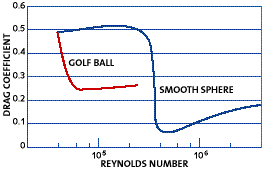 0.6
0.5
0.4
0.3
0.2
0.1
0
DRAG COEFFICIENT
GOLF BALL
SMOOTH SPHERE
10⁵
10⁶
REYNOLDS NUMBER